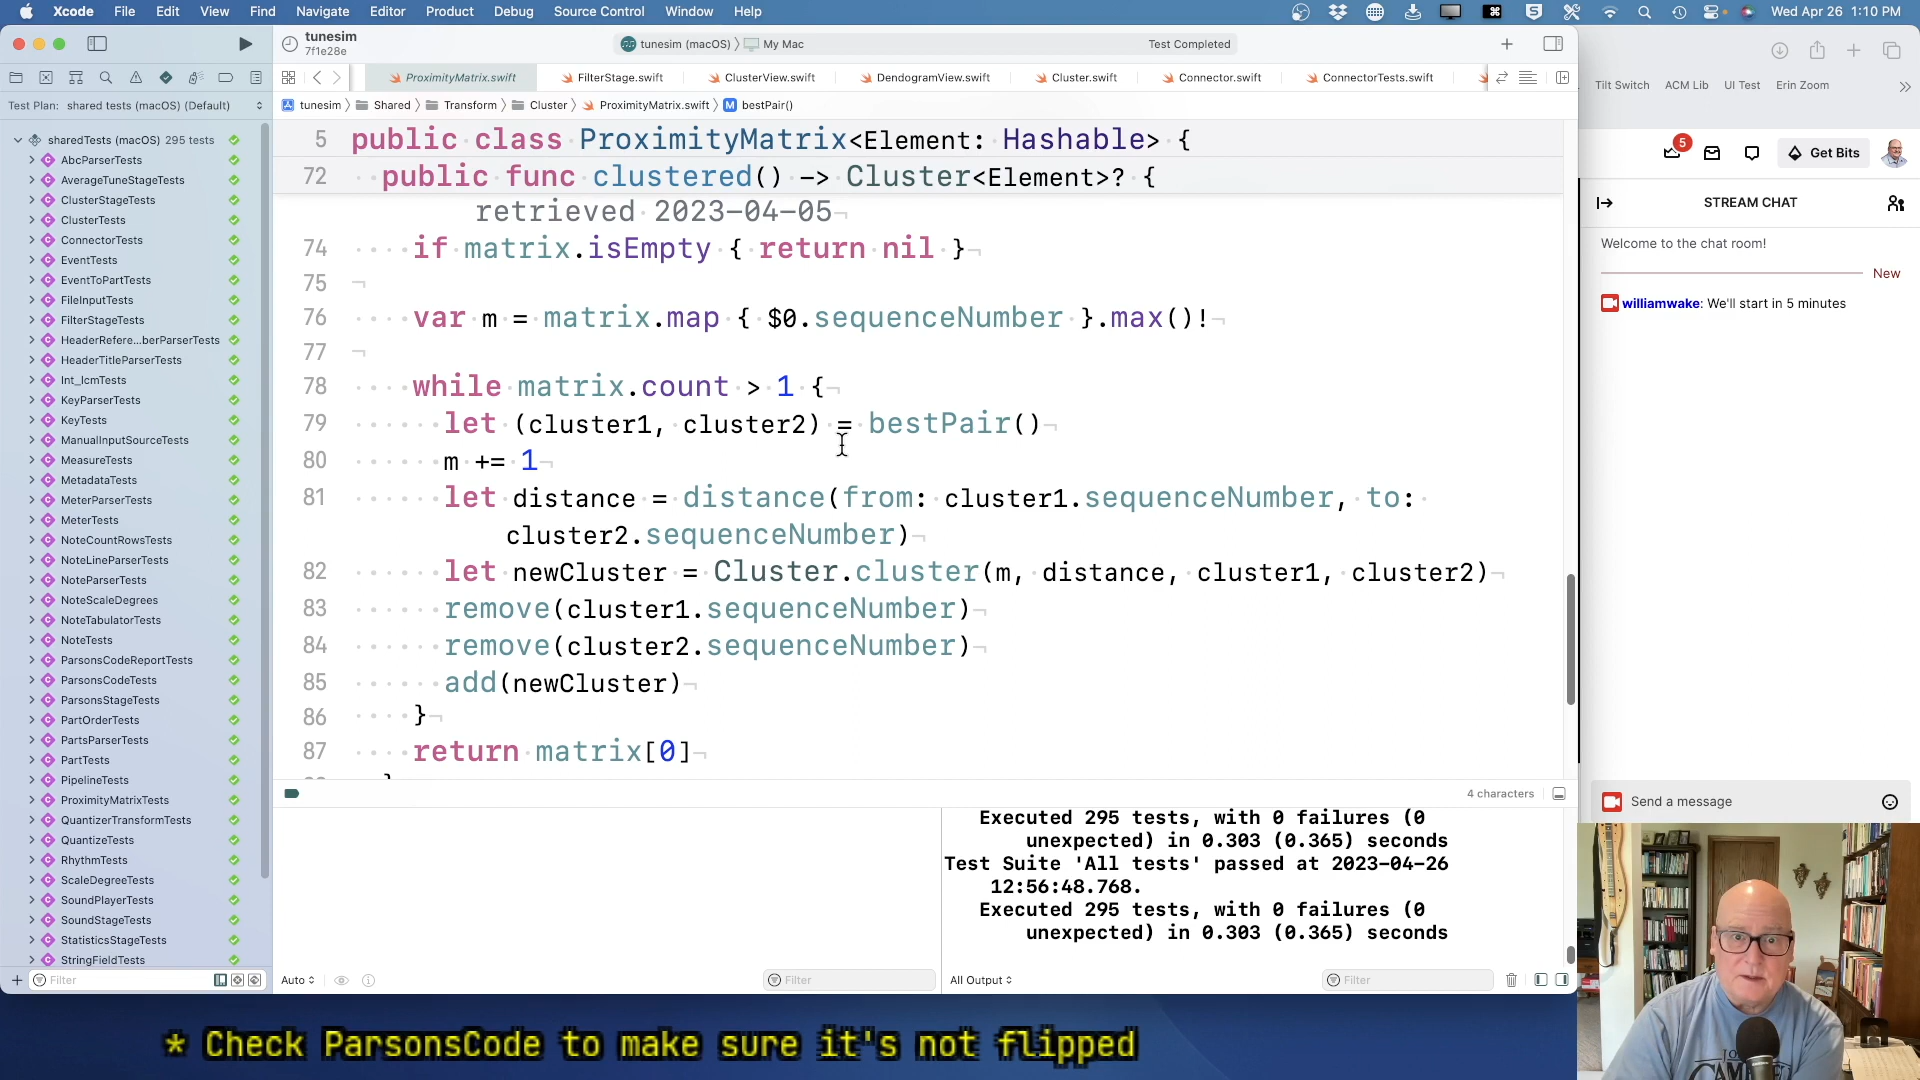 Xcode File Edit View Find Navigate Editor Product Debug Source Control Window Help Wed Apr 26 1:10 PM
tunesim
7f1e28e
tunesim (macOS) My Mac Test Completed
ProximityMatrix.swift FilterStage.swift ClusterView.swift DendogramView.swift Cluster.swift Connector.swift ConnectorTests.swift
Test Plan: shared tests (macOS) (Default)
tunesim Shared Transform Cluster ProximityMatrix.swift M bestPair()
sharedTests (macOS) 295 tests
AbcParserTests
AverageTuneStageTests
ClusterStageTests
ClusterTests
ConnectorTests
EventTests
EventToPartTests
FileInputTests
FilterStageTests
HeaderRefere...berParserTests
HeaderTitleParserTests
Int_lcmTests
KeyParserTests
KeyTests
ManualInputSourceTests
MeasureTests
MetadataTests
MeterParserTests
MeterTests
NoteCountRowsTests
NoteLineParserTests
NoteParserTests
NoteScaleDegrees
NoteTabulatorTests
NoteTests
ParsonsCodeReportTests
ParsonsCodeTests
ParsonsStageTests
PartOrderTests
PartsParserTests
PartTests
PipelineTests
ProximityMatrixTests
QuantizerTransformTests
QuantizeTests
RhythmTests
ScaleDegreeTests
SoundPlayerTests
SoundStageTests
StatisticsStageTests
StringFieldTests
Filter
5 public class ProximityMatrix<Element: Hashable> {
72 public func clustered() -> Cluster<Element>? {
retrieved 2023-04-05
74 if matrix.isEmpty { return nil }
75
76 var m = matrix.map { $0.sequenceNumber }.max()!
77
78 while matrix.count > 1 {
79 let (cluster1, cluster2) = bestPair()
80 m += 1
81 let distance = distance(from: cluster1.sequenceNumber, to:
cluster2.sequenceNumber)
82 let newCluster = Cluster.cluster(m, distance, cluster1, cluster2)
83 remove(cluster1.sequenceNumber)
84 remove(cluster2.sequenceNumber)
85 add(newCluster)
86 }
87 return matrix[0]
4 characters
Executed 295 tests, with 0 failures (0
unexpected) in 0.303 (0.365) seconds
Test Suite 'All tests' passed at 2023-04-26
12:56:48.768.
Executed 295 tests, with 0 failures (0
unexpected) in 0.303 (0.365) seconds
Auto Filter All Output Filter
Tilt Switch ACM Lib UI Test Erin Zoom
5 Get Bits
STREAM CHAT
Welcome to the chat room!
New
williamwake: We'll start in 5 minutes
Send a message
* Check ParsonsCode to make sure it's not flipped